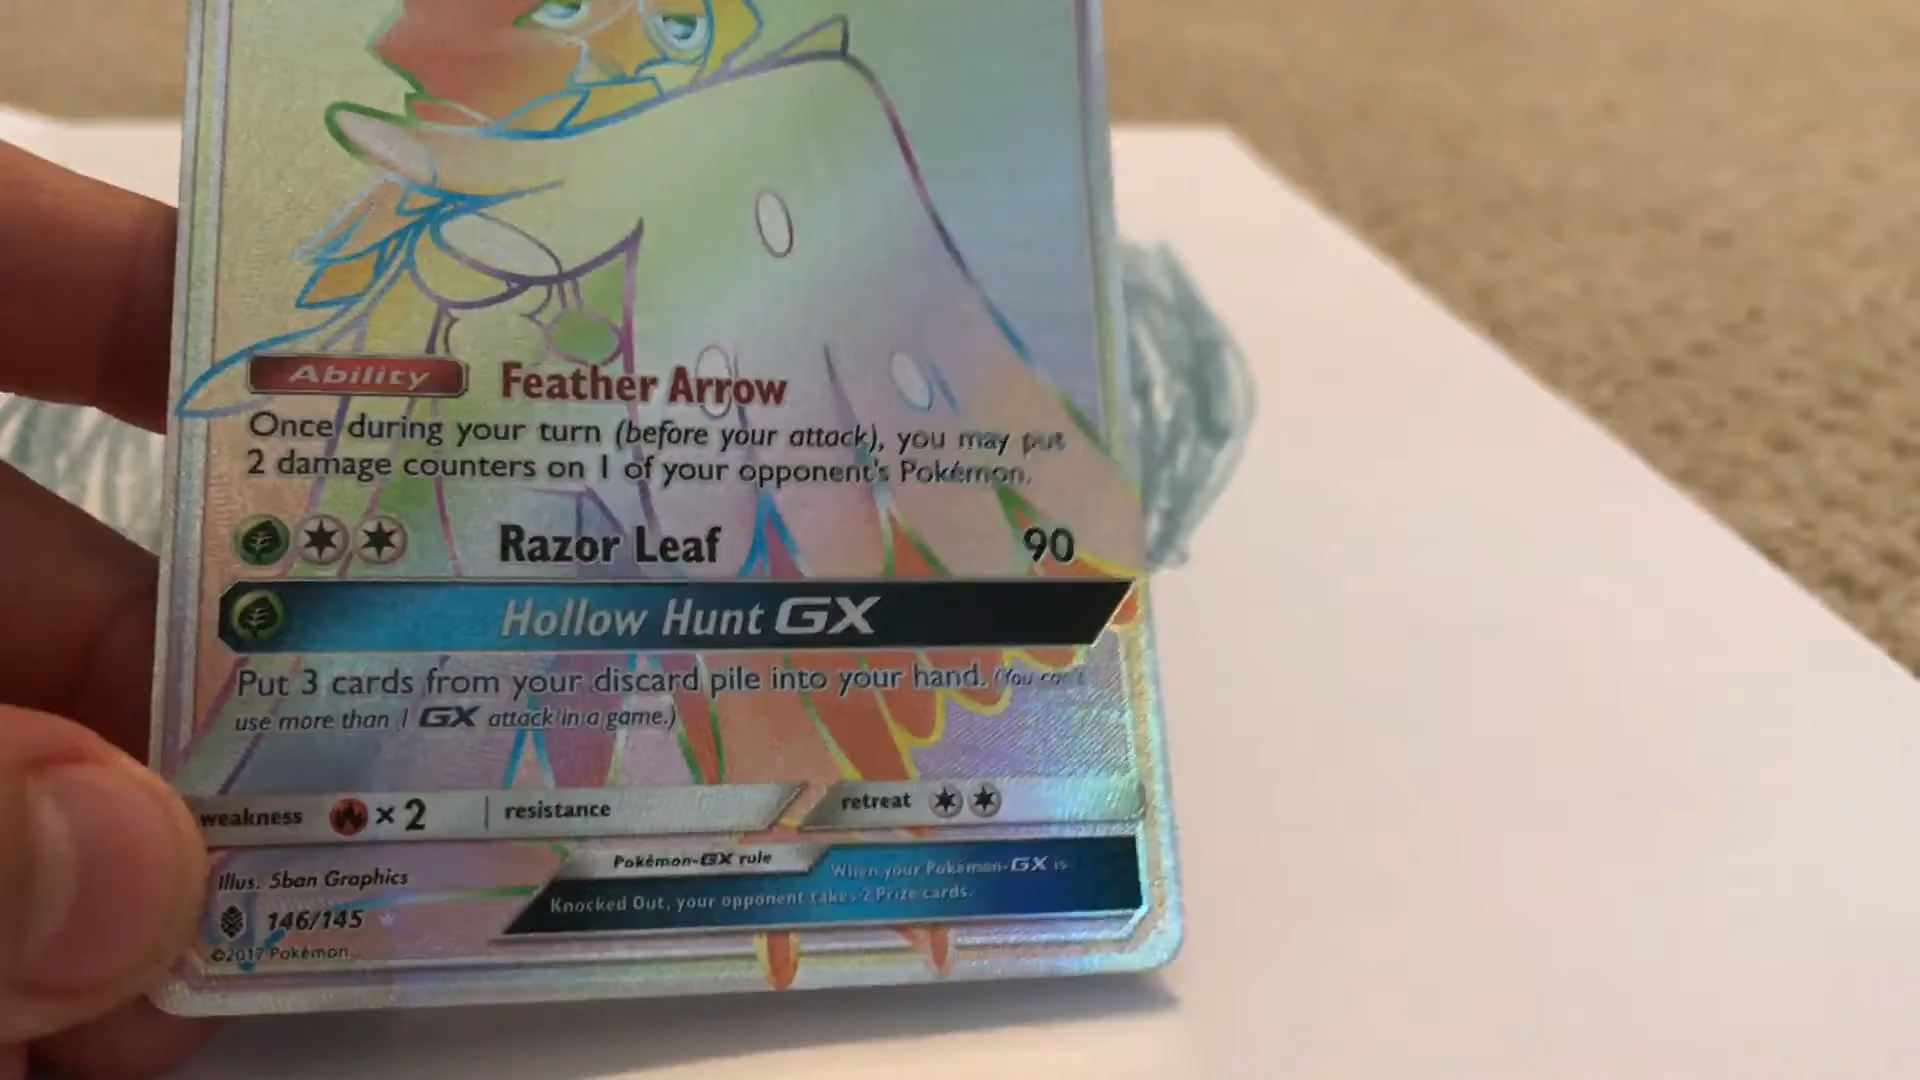 Ability Feather Arrow
Once during your turn (before your attack), you may put
2 damage counters on 1 of your opponent's Pokémon.
Razor Leaf 90
Hollow Hunt GX
Put 3 cards from your discard pile into your hand. (You can't
use more than 1 GX attack in a game.)
weakness ×2 resistance retreat
Pokémon-GX rule When your Pokémon-GX is
Knocked Out, your opponent takes 2 Prize cards.
Illus. 5ban Graphics
146/145
©2017 Pokémon